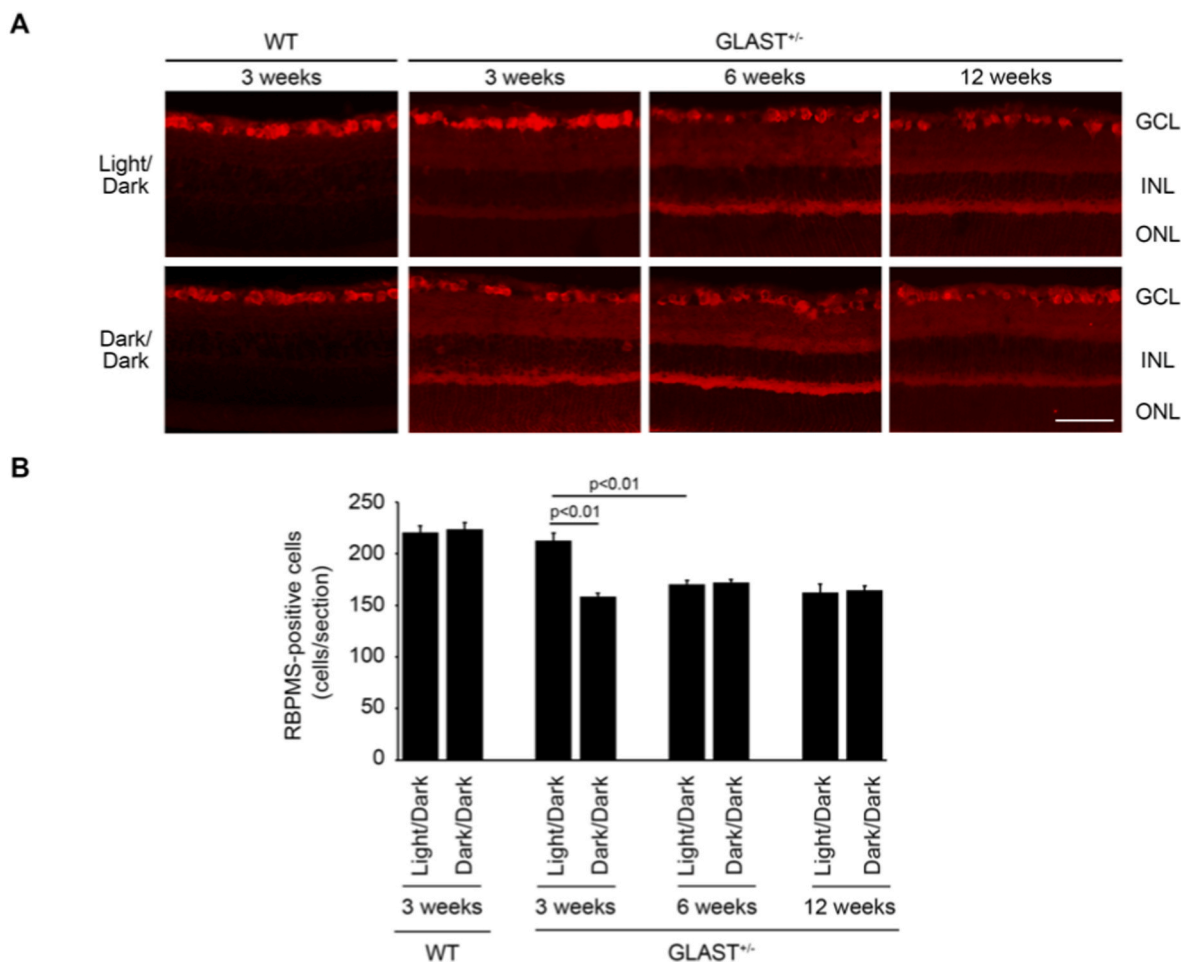 A
WT
GLAST+/-
3 weeks
3 weeks
6 weeks
12 weeks
Light/
Dark
GCL
INL
ONL
Dark/
Dark
GCL
INL
ONL
B
RBPMS-positive cells
(cells/section)
250
200
150
100
50
0
p<0.01
p<0.01
Light/Dark
Dark/Dark
Light/Dark
Dark/Dark
Light/Dark
Dark/Dark
Light/Dark
Dark/Dark
3 weeks
3 weeks
6 weeks
12 weeks
WT
GLAST+/-